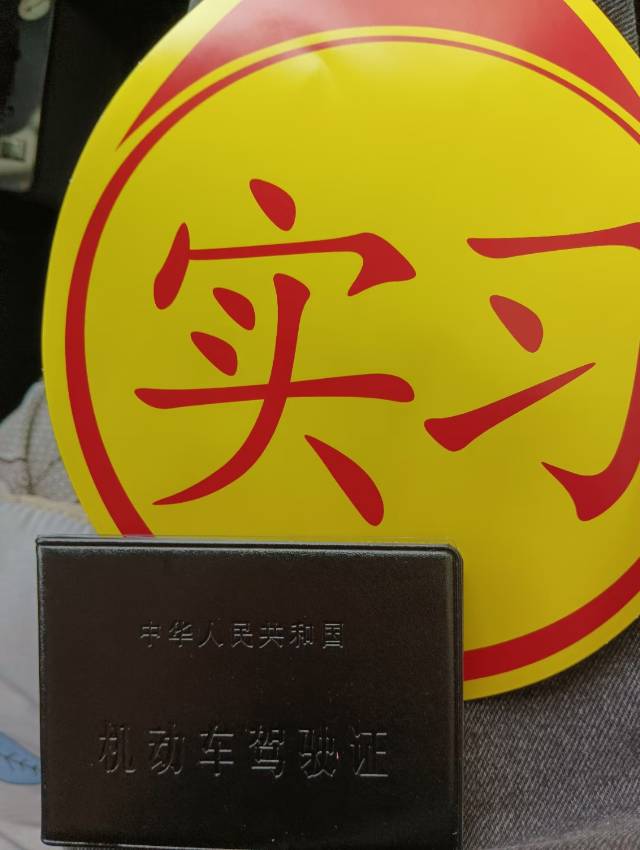 实习
中华人民共和国
机动车驾驶证